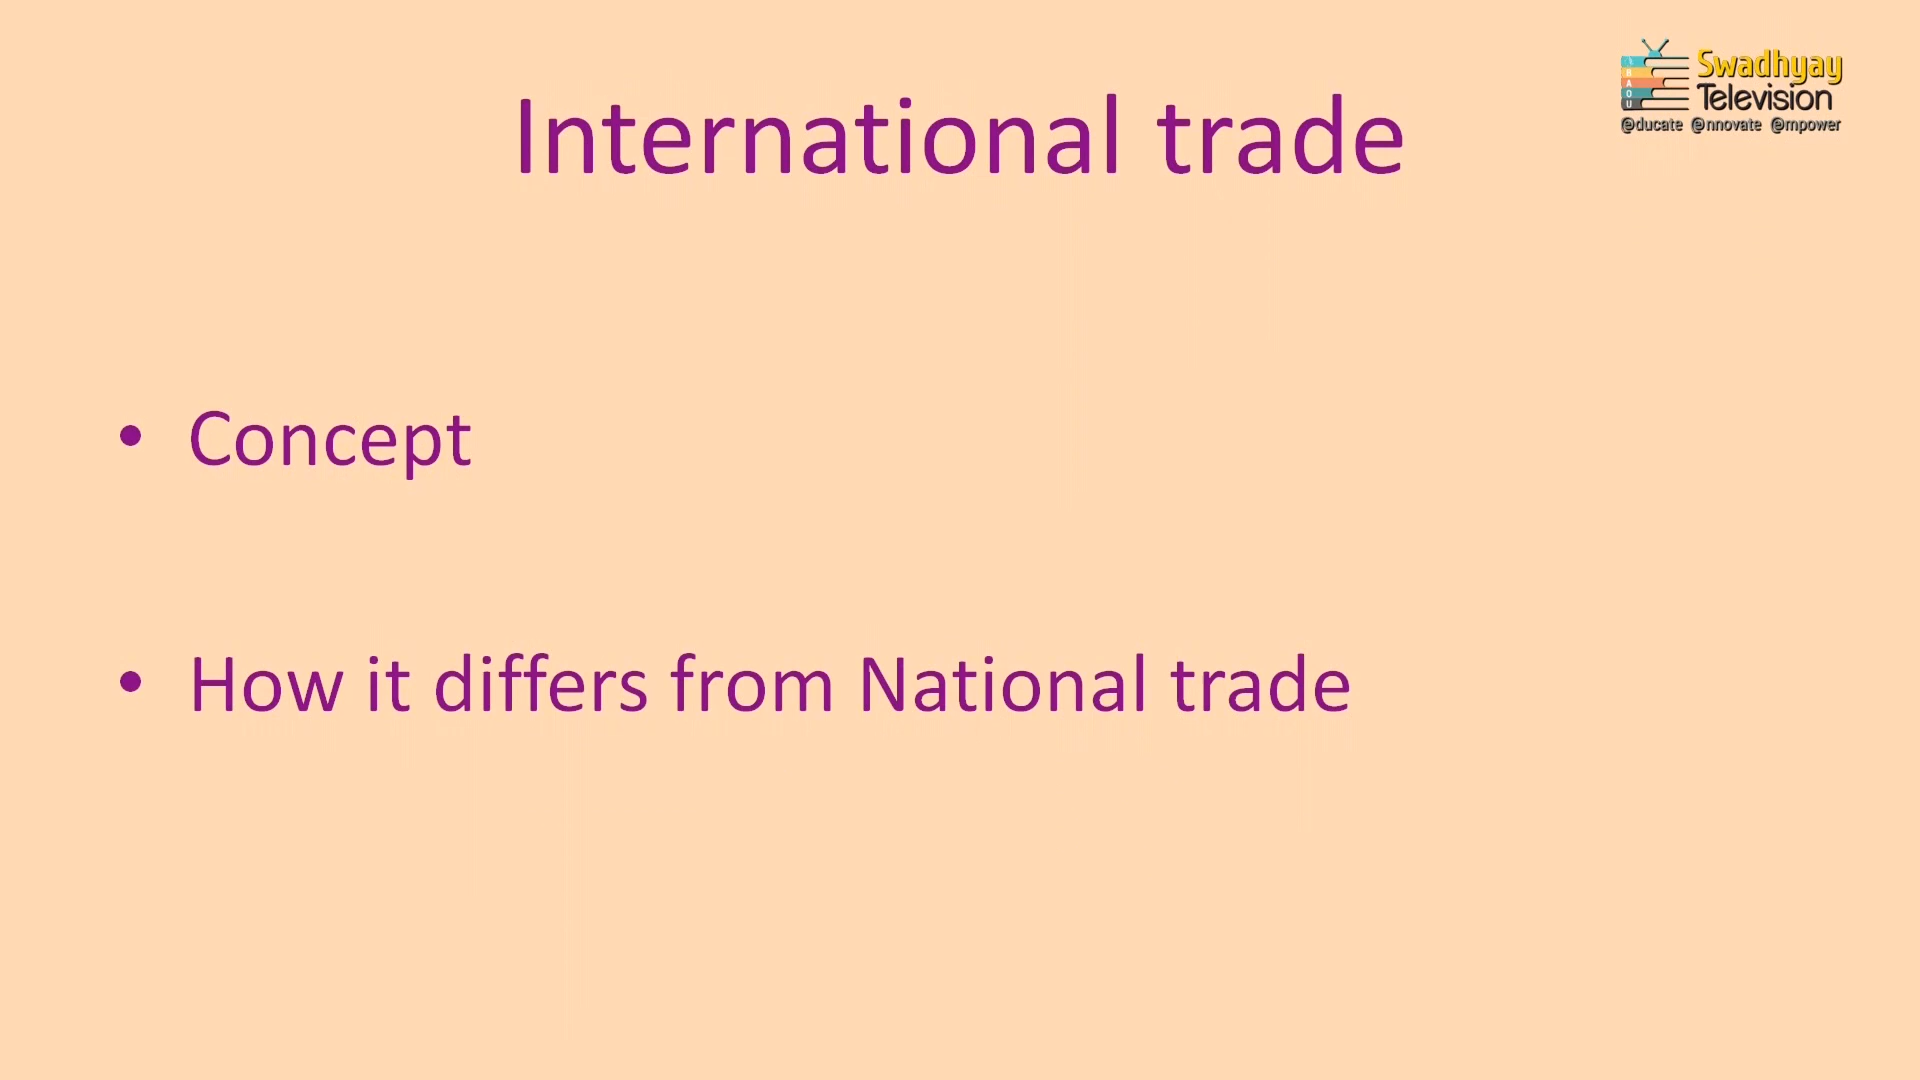 International trade
Swadhyay
Television
@ducate @nnovate @mpower
B
A
O
U
• Concept
• How it differs from National trade